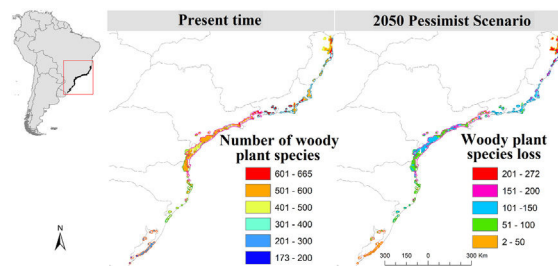 Present time
2050 Pessimist Scenario
Number of woody
plant species
601 - 665
501 - 600
401 - 500
301 - 400
201 - 300
173 - 200
Woody plant
species loss
201 - 272
151 - 200
101 - 150
51 - 100
2 - 50
N
300
0
300 Km